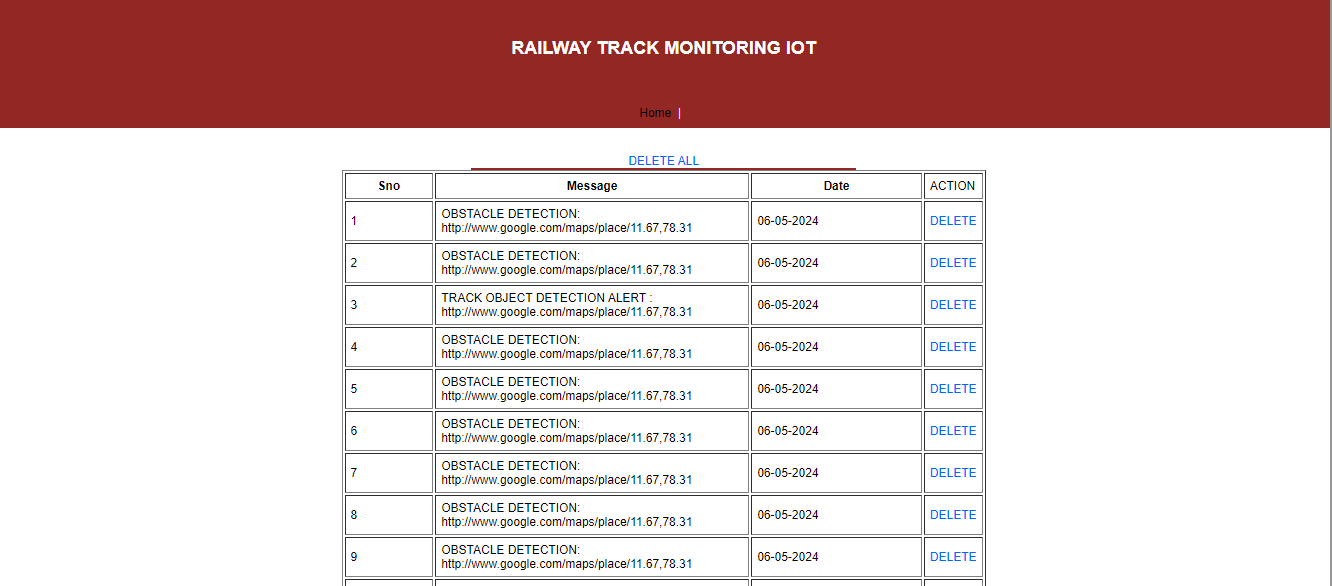 RAILWAY TRACK MONITORING IOT
Home |
DELETE ALL
Sno Message Date ACTION
1 OBSTACLE DETECTION: 06-05-2024 DELETE
http://www.google.com/maps/place/11.67,78.31
2 OBSTACLE DETECTION: 06-05-2024 DELETE
http://www.google.com/maps/place/11.67,78.31
3 TRACK OBJECT DETECTION ALERT : 06-05-2024 DELETE
http://www.google.com/maps/place/11.67,78.31
4 OBSTACLE DETECTION: 06-05-2024 DELETE
http://www.google.com/maps/place/11.67,78.31
5 OBSTACLE DETECTION: 06-05-2024 DELETE
http://www.google.com/maps/place/11.67,78.31
6 OBSTACLE DETECTION: 06-05-2024 DELETE
http://www.google.com/maps/place/11.67,78.31
7 OBSTACLE DETECTION: 06-05-2024 DELETE
http://www.google.com/maps/place/11.67,78.31
8 OBSTACLE DETECTION: 06-05-2024 DELETE
http://www.google.com/maps/place/11.67,78.31
9 OBSTACLE DETECTION: 06-05-2024 DELETE
http://www.google.com/maps/place/11.67,78.31